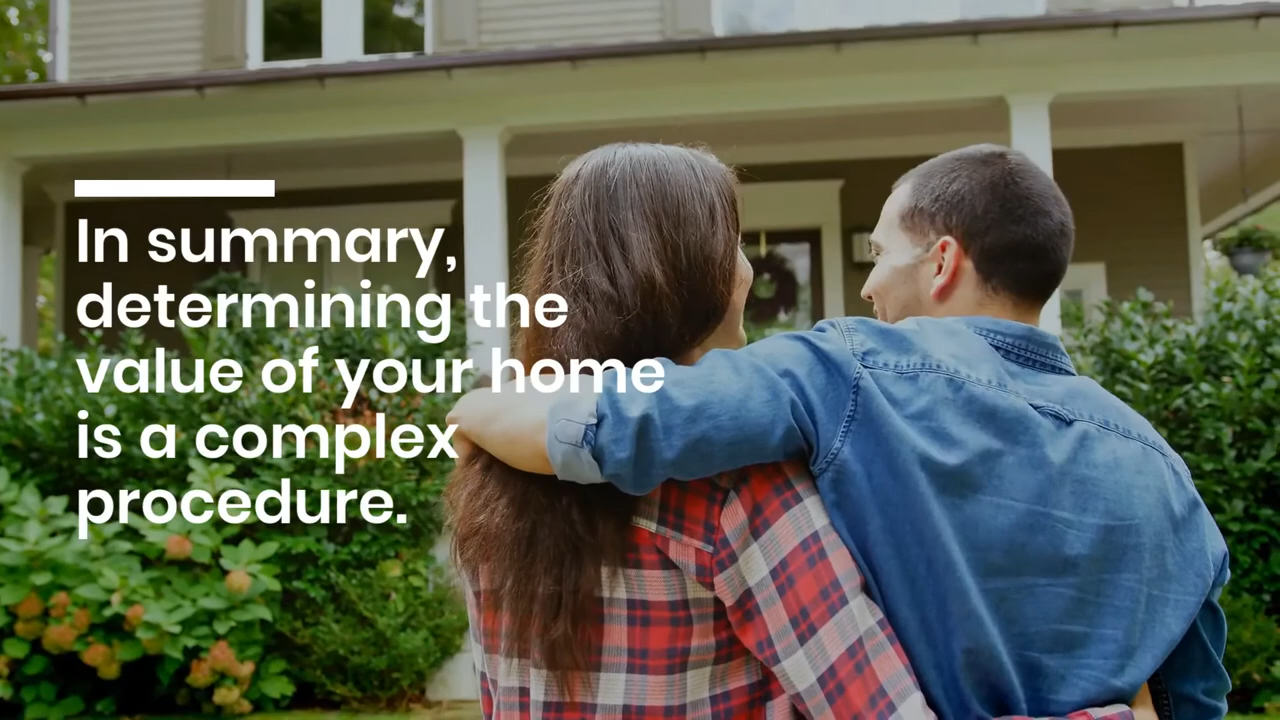 In summary,
determining the
value of your home
is a complex
procedure.